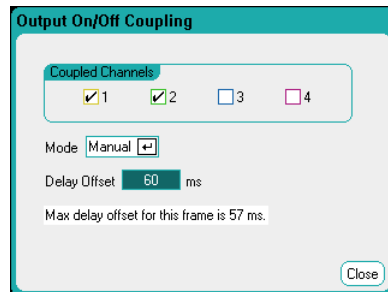 Output On/Off Coupling
Coupled Channels
1 2 3 4
Mode Manual
Delay Offset 60 ms
Max delay offset for this frame is 57 ms.
Close